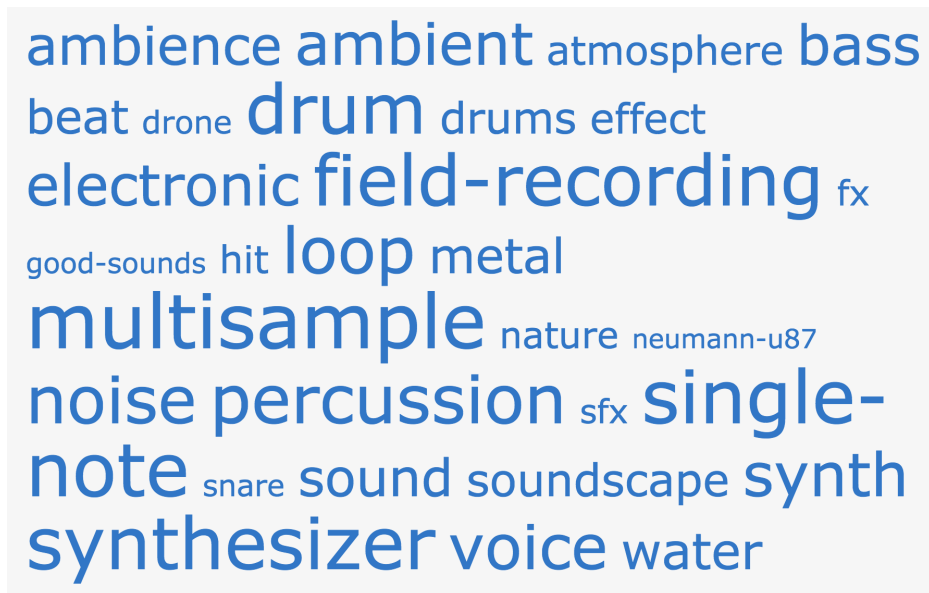 ambience ambient atmosphere bass
beat drone drum drums effect
electronic field-recording fx
good-sounds hit loop metal
multisample nature neumann-u87
noise percussion sfx single-
note snare sound soundscape synth
synthesizer voice water